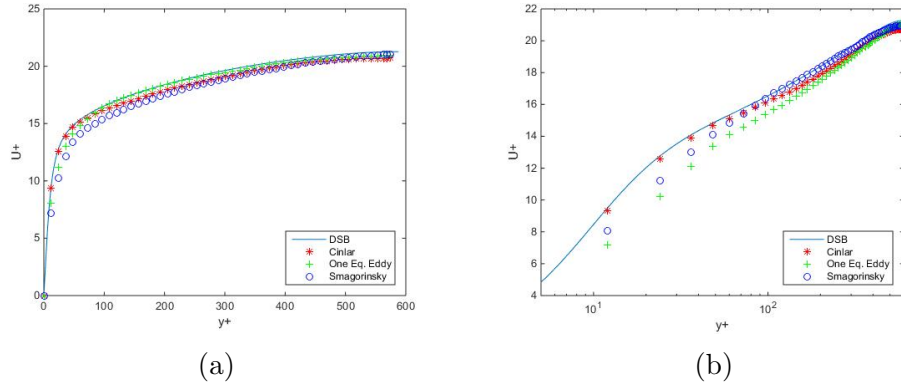 25
20
15
10
5
0
U+
0
100
200
300
400
500
600
y+
DSB
Cinlar
One Eq. Eddy
Smagorinsky
(a)
22
20
18
16
14
12
10
8
6
4
U+
10^1
10^2
y+
DSB
Cinlar
One Eq. Eddy
Smagorinsky
(b)